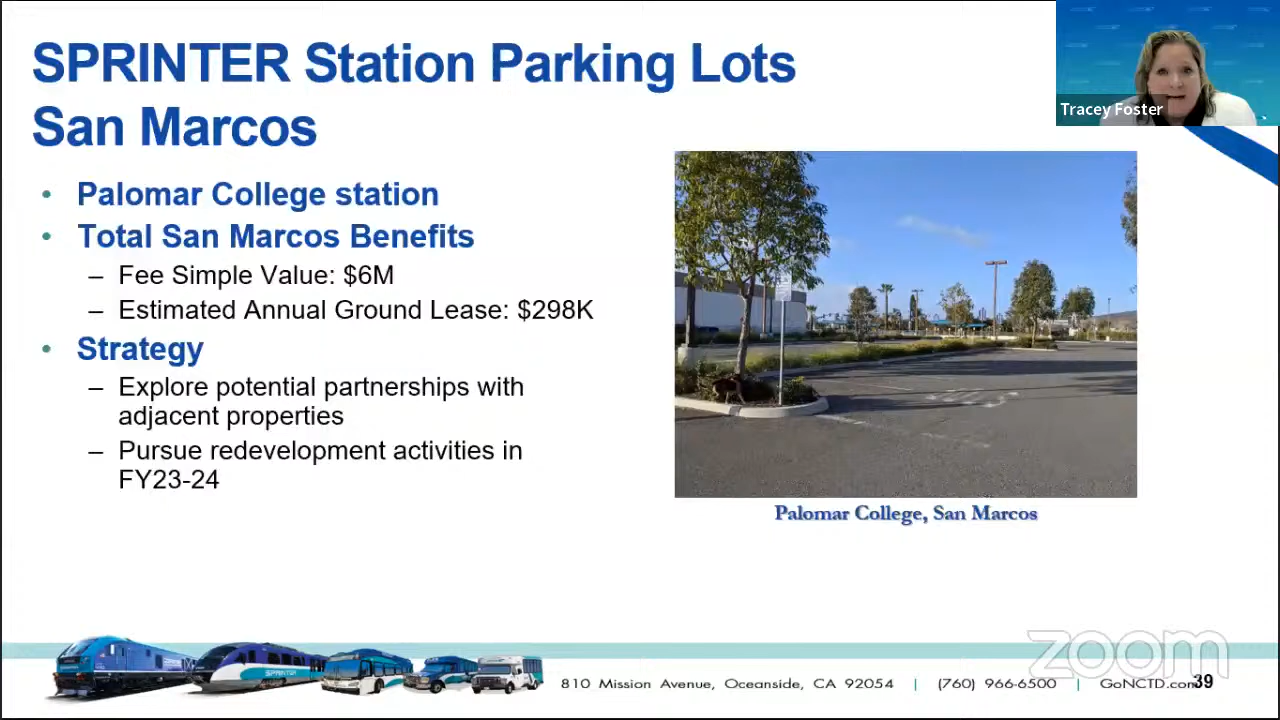 SPRINTER Station Parking Lots
San Marcos
Tracey Foster
• Palomar College station
• Total San Marcos Benefits
– Fee Simple Value: $6M
– Estimated Annual Ground Lease: $298K
• Strategy
– Explore potential partnerships with
adjacent properties
– Pursue redevelopment activities in
FY23-24
Palomar College, San Marcos
SPRINTER
810 Mission Avenue, Oceanside, CA 92054 | (760) 966-6500 | GoNCTD.com
39
zoom